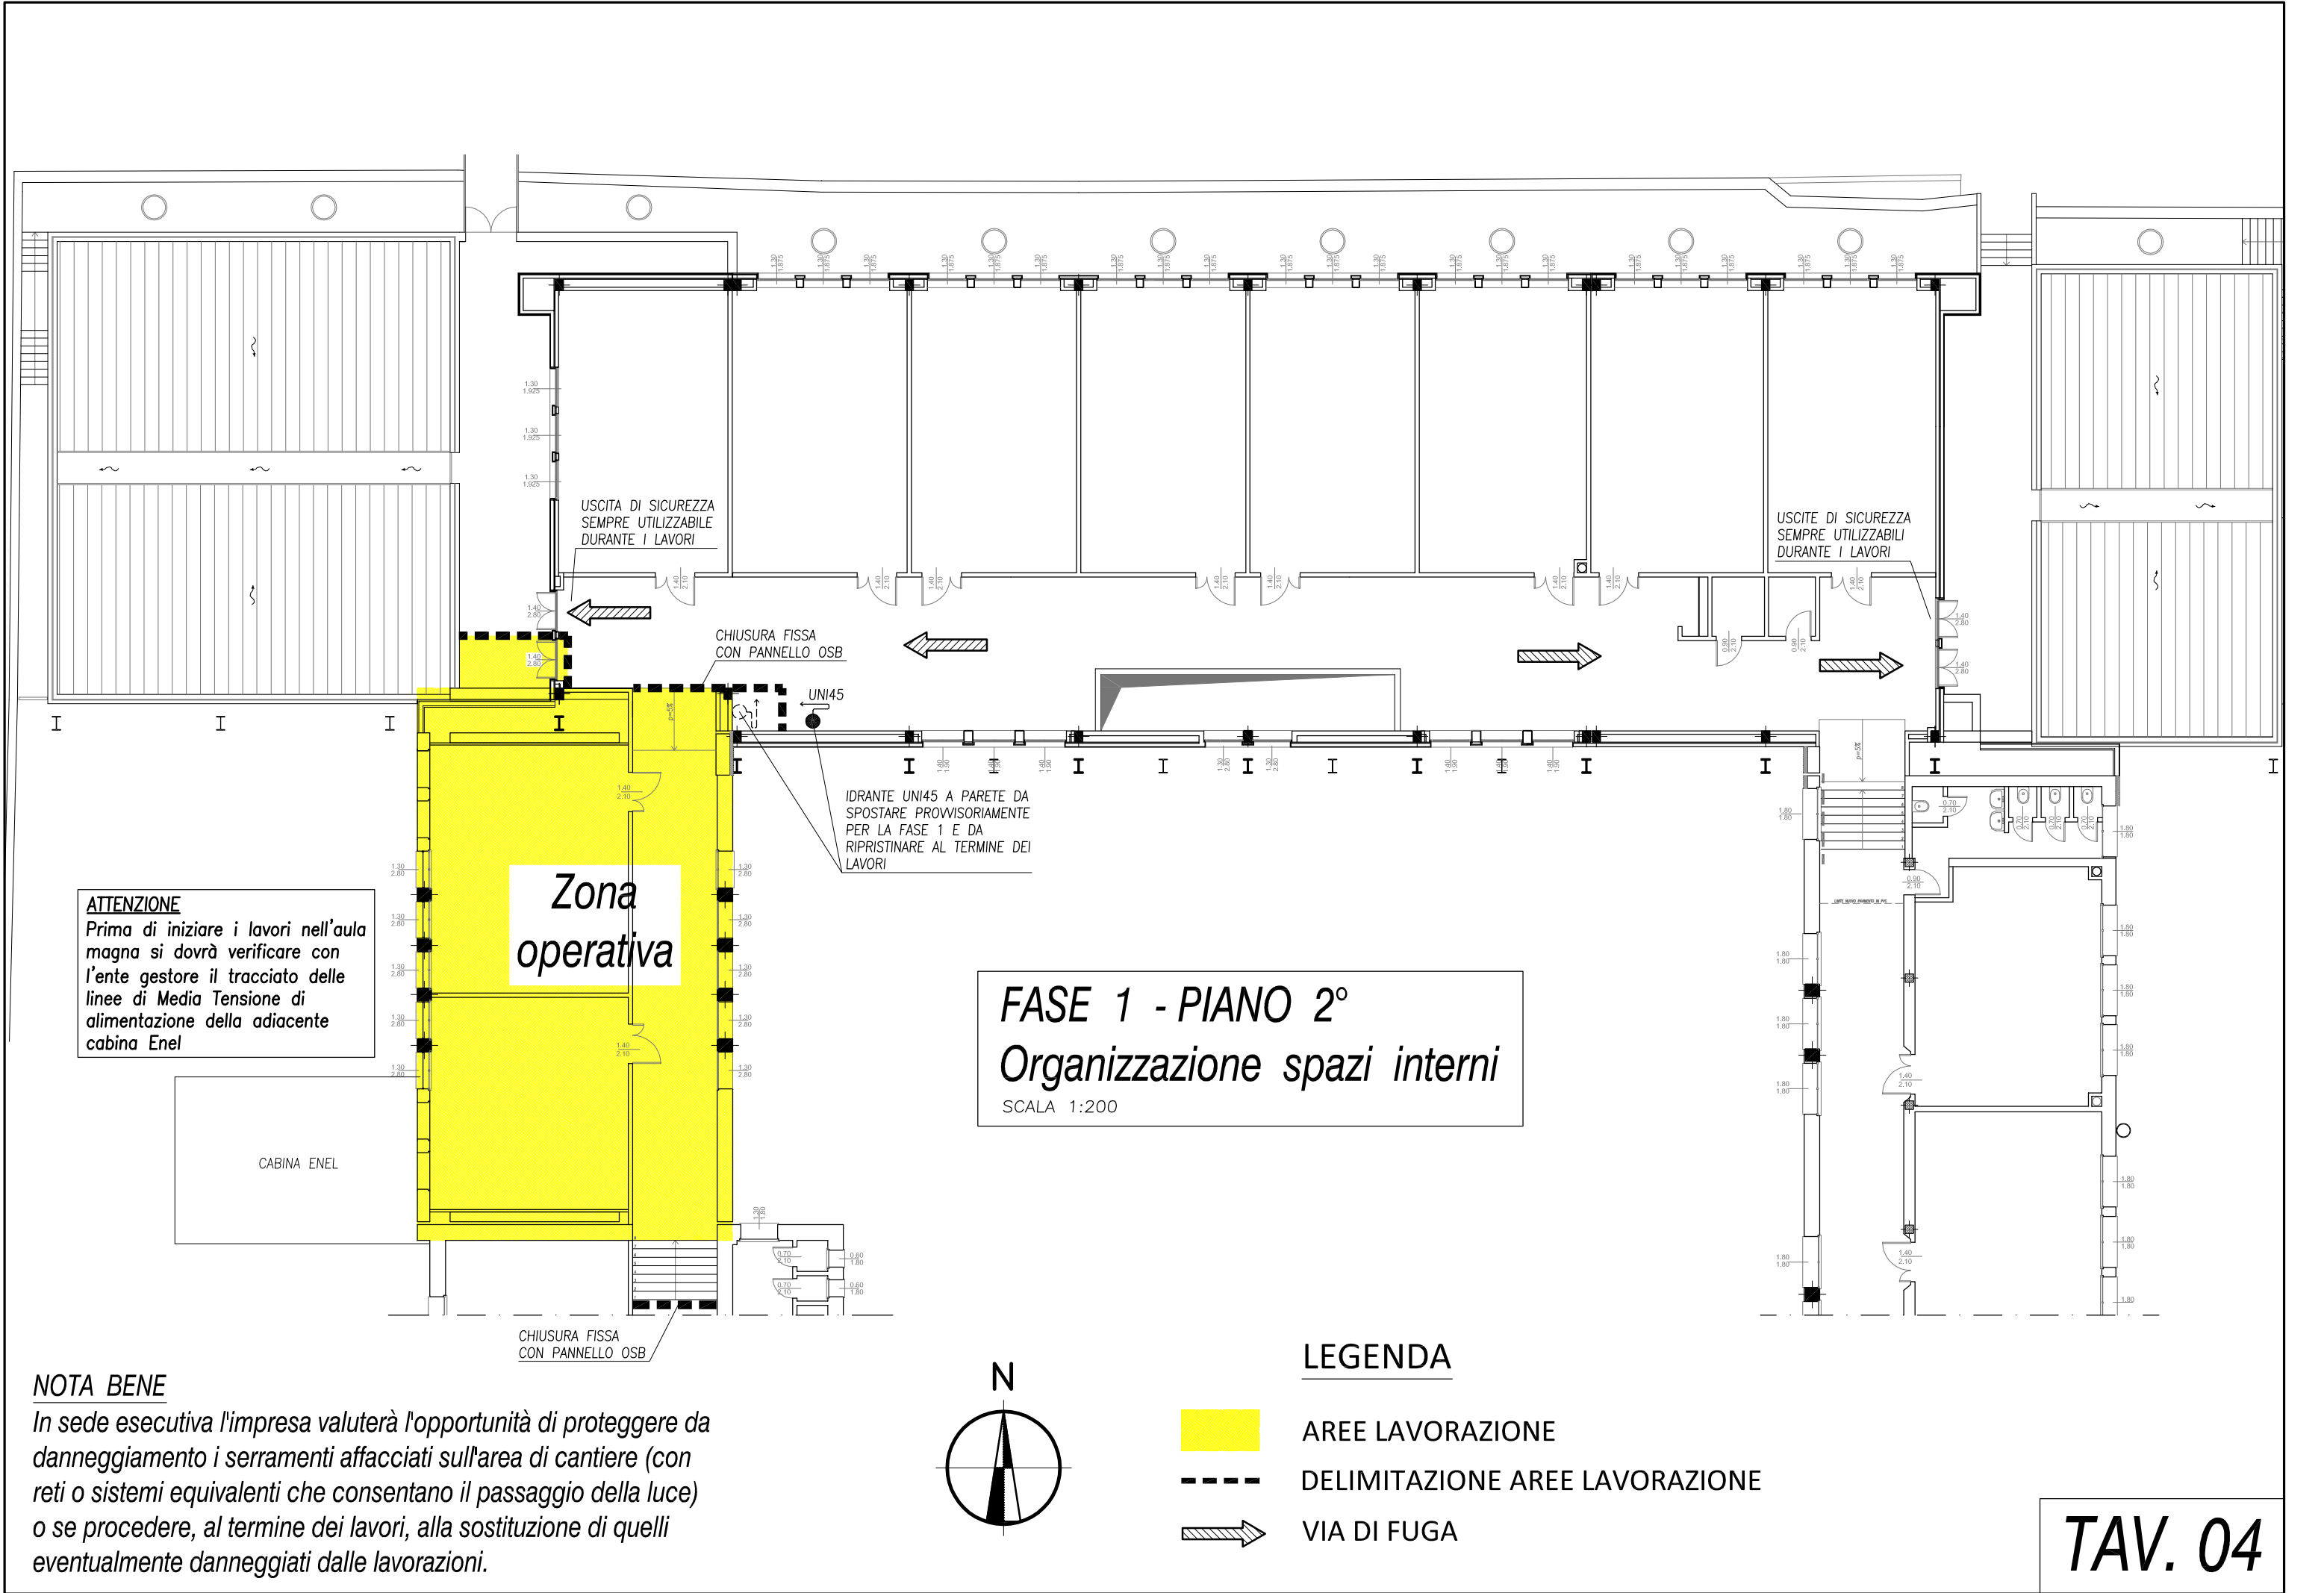 USCITA DI SICUREZZA
SEMPRE UTILIZZABILE
DURANTE I LAVORI
USCITE DI SICUREZZA
SEMPRE UTILIZZABILI
DURANTE I LAVORI
CHIUSURA FISSA
CON PANNELLO OSB
UNI45
p=5%
p=5%
IDRANTE UNI45 A PARETE DA
SPOSTARE PROVVISORIAMENTE
PER LA FASE 1 E DA
RIPRISTINARE AL TERMINE DEI
LAVORI
ATTENZIONE
Prima di iniziare i lavori nell'aula
magna si dovrà verificare con
l'ente gestore il tracciato delle
linee di Media Tensione di
alimentazione della adiacente
cabina Enel
Zona
operativa
FASE 1 - PIANO 2°
Organizzazione spazi interni
SCALA 1:200
CABINA ENEL
CHIUSURA FISSA
CON PANNELLO OSB
NOTA BENE
In sede esecutiva l'impresa valuterà l'opportunità di proteggere da
danneggiamento i serramenti affacciati sull'area di cantiere (con
reti o sistemi equivalenti che consentano il passaggio della luce)
o se procedere, al termine dei lavori, alla sostituzione di quelli
eventualmente danneggiati dalle lavorazioni.
N
LEGENDA
AREE LAVORAZIONE
DELIMITAZIONE AREE LAVORAZIONE
VIA DI FUGA
TAV. 04